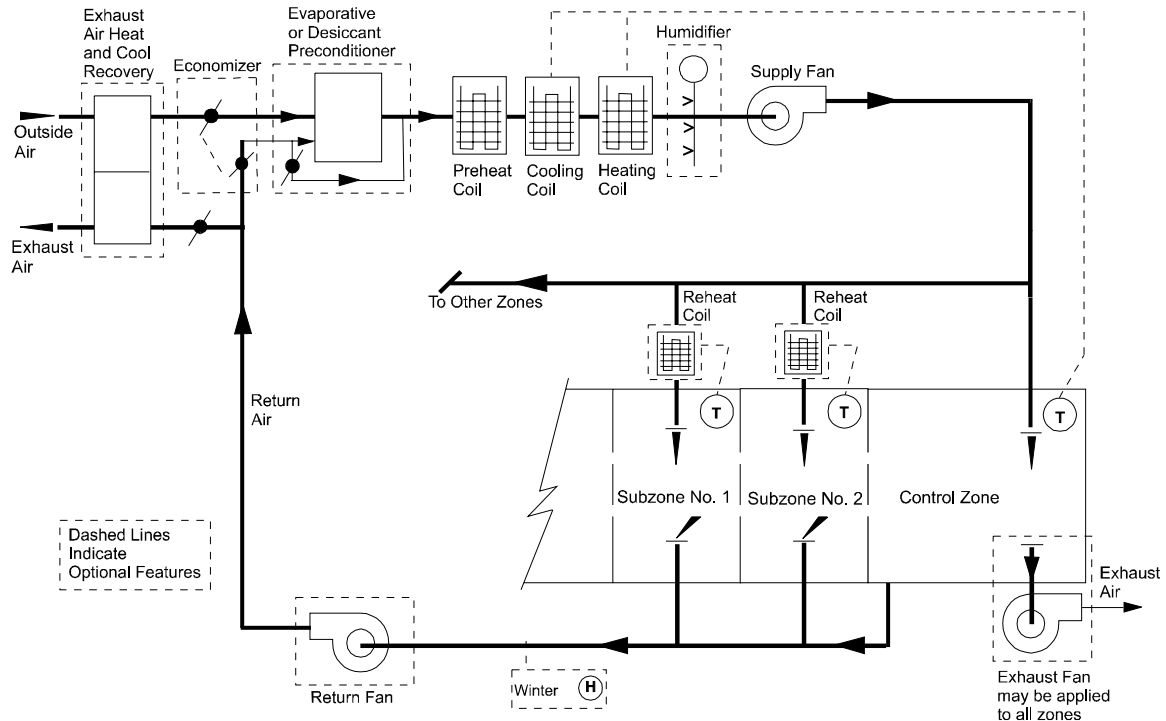 Exhaust
Air Heat
and Cool
Recovery
Economizer
Evaporative
or Desiccant
Preconditioner
Humidifier
Supply Fan
Outside
Air
Preheat
Coil
Cooling
Coil
Heating
Coil
Exhaust
Air
To Other Zones
Reheat
Coil
Reheat
Coil
Return
Air
T
T
T
Subzone No. 1
Subzone No. 2
Control Zone
Dashed Lines
Indicate
Optional Features
Exhaust
Air
Return Fan
Winter
H
Exhaust Fan
may be applied
to all zones